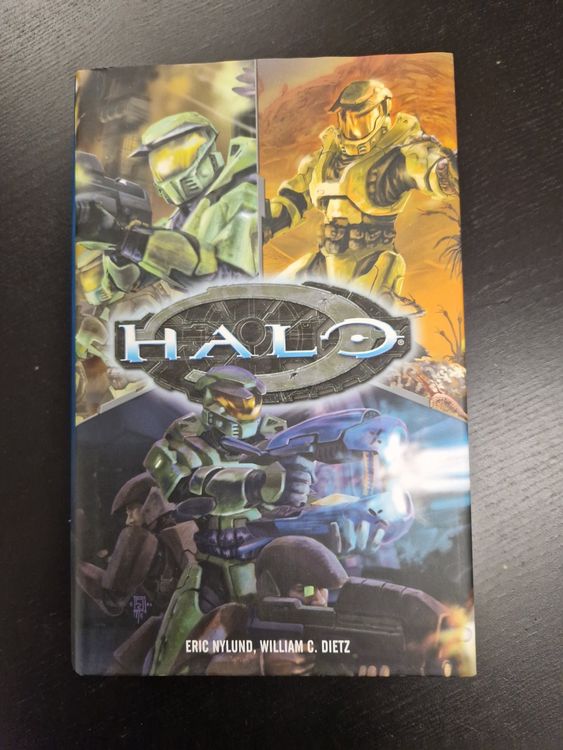 HALO®
ERIC NYLUND, WILLIAM C. DIETZ